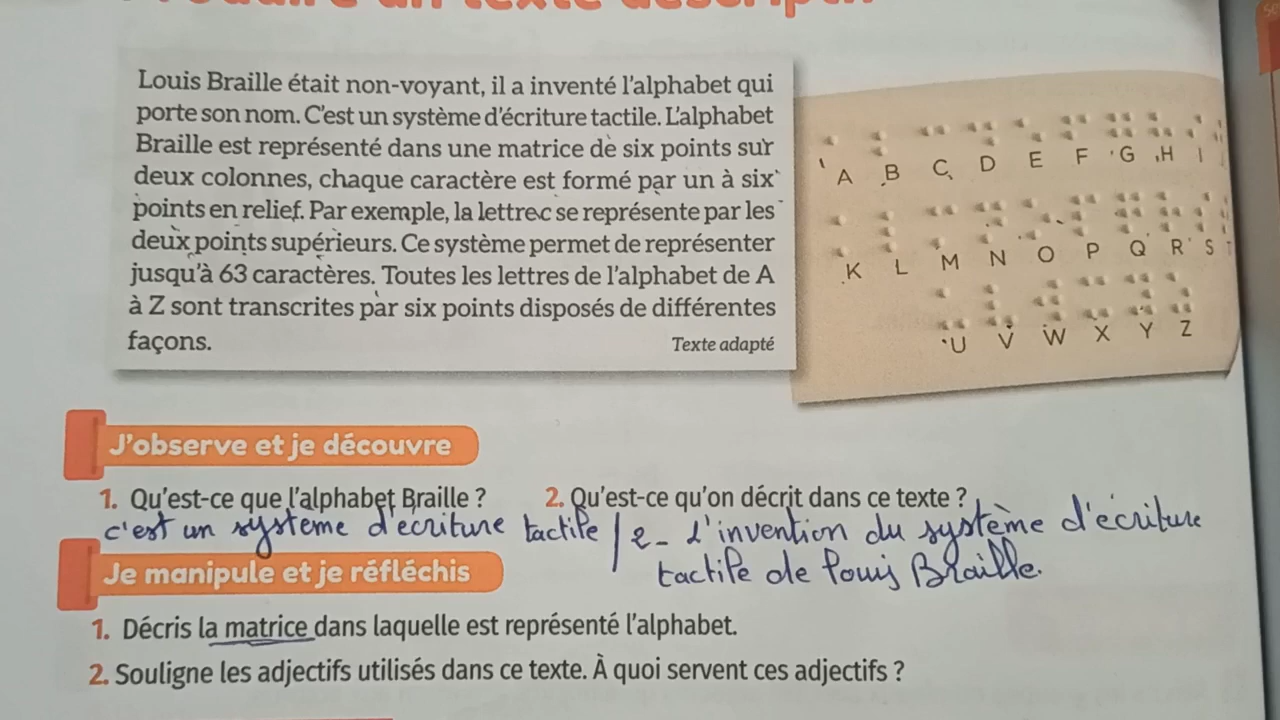 Produire un texte descriptif
Louis Braille était non-voyant, il a inventé l'alphabet qui
porte son nom. C'est un système d'écriture tactile. L'alphabet
Braille est représenté dans une matrice de six points sur
deux colonnes, chaque caractère est formé par un à six
points en relief. Par exemple, la lettre c se représente par les
deux points supérieurs. Ce système permet de représenter
jusqu'à 63 caractères. Toutes les lettres de l'alphabet de A
à Z sont transcrites par six points disposés de différentes
façons.
Texte adapté
A B C D E F G H I
K L M N O P Q R S T
U V W X Y Z
J'observe et je découvre
1. Qu'est-ce que l'alphabet Braille ?
2. Qu'est-ce qu'on décrit dans ce texte ?
c'est un système d'écriture tactile / 2- L'invention du système d'écriture
tactile de Louis Braille.
Je manipule et je réfléchis
1. Décris la matrice dans laquelle est représenté l'alphabet.
2. Souligne les adjectifs utilisés dans ce texte. À quoi servent ces adjectifs ?